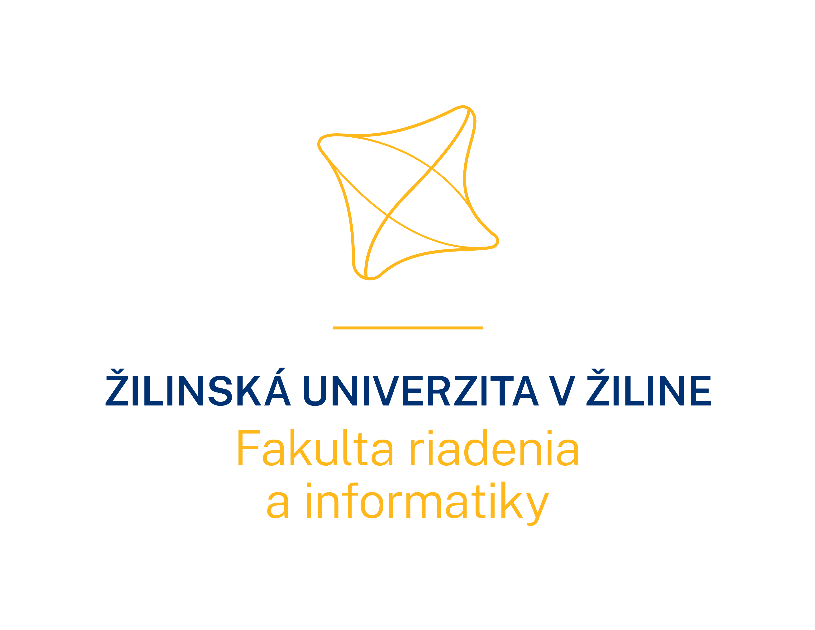 ŽILINSKÁ UNIVERZITA V ŽILINE
Fakulta riadenia
a informatiky